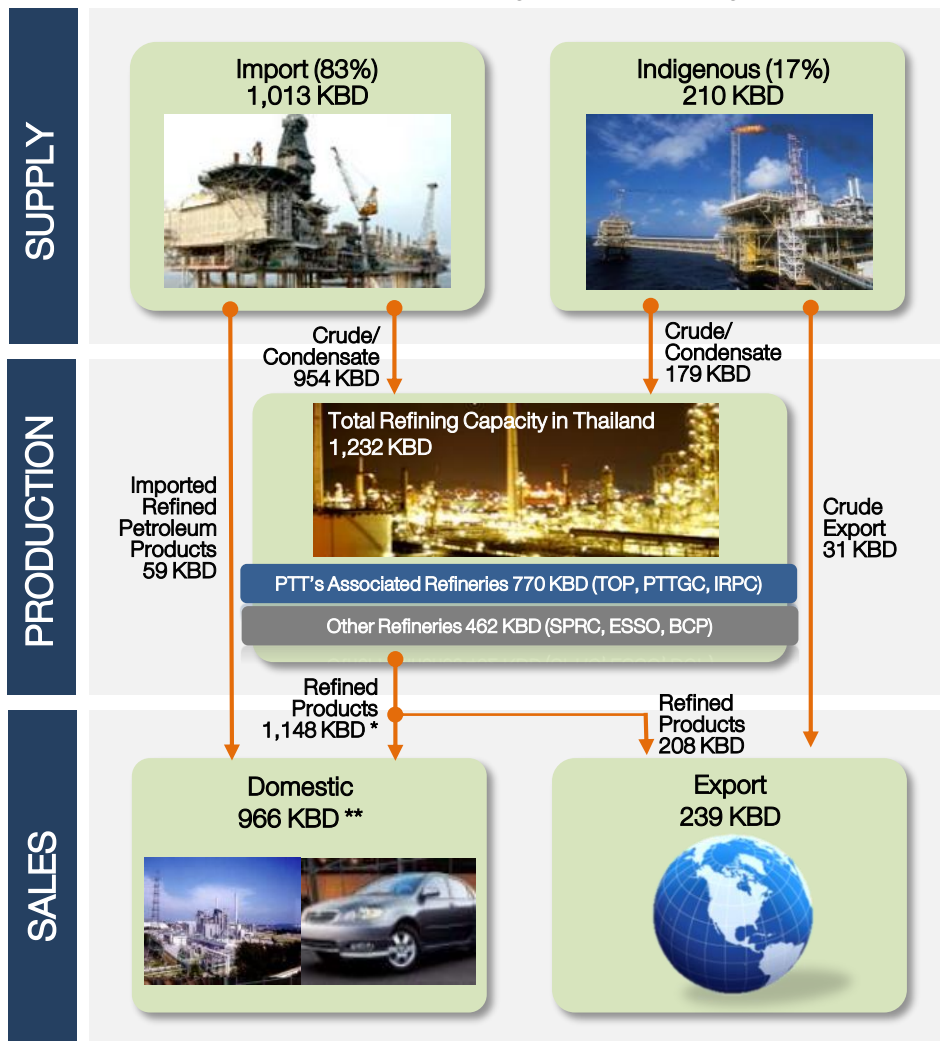 SUPPLY
Import (83%)
1,013 KBD
Indigenous (17%)
210 KBD
Crude/
Condensate
954 KBD
Crude/
Condensate
179 KBD
PRODUCTION
Total Refining Capacity in Thailand
1,232 KBD
Imported
Refined
Petroleum
Products
59 KBD
Crude
Export
31 KBD
PTT's Associated Refineries 770 KBD (TOP, PTTGC, IRPC)
Other Refineries 462 KBD (SPRC, ESSO, BCP)
Refined
Products
1,148 KBD *
Refined
Products
208 KBD
SALES
Domestic
966 KBD **
Export
239 KBD